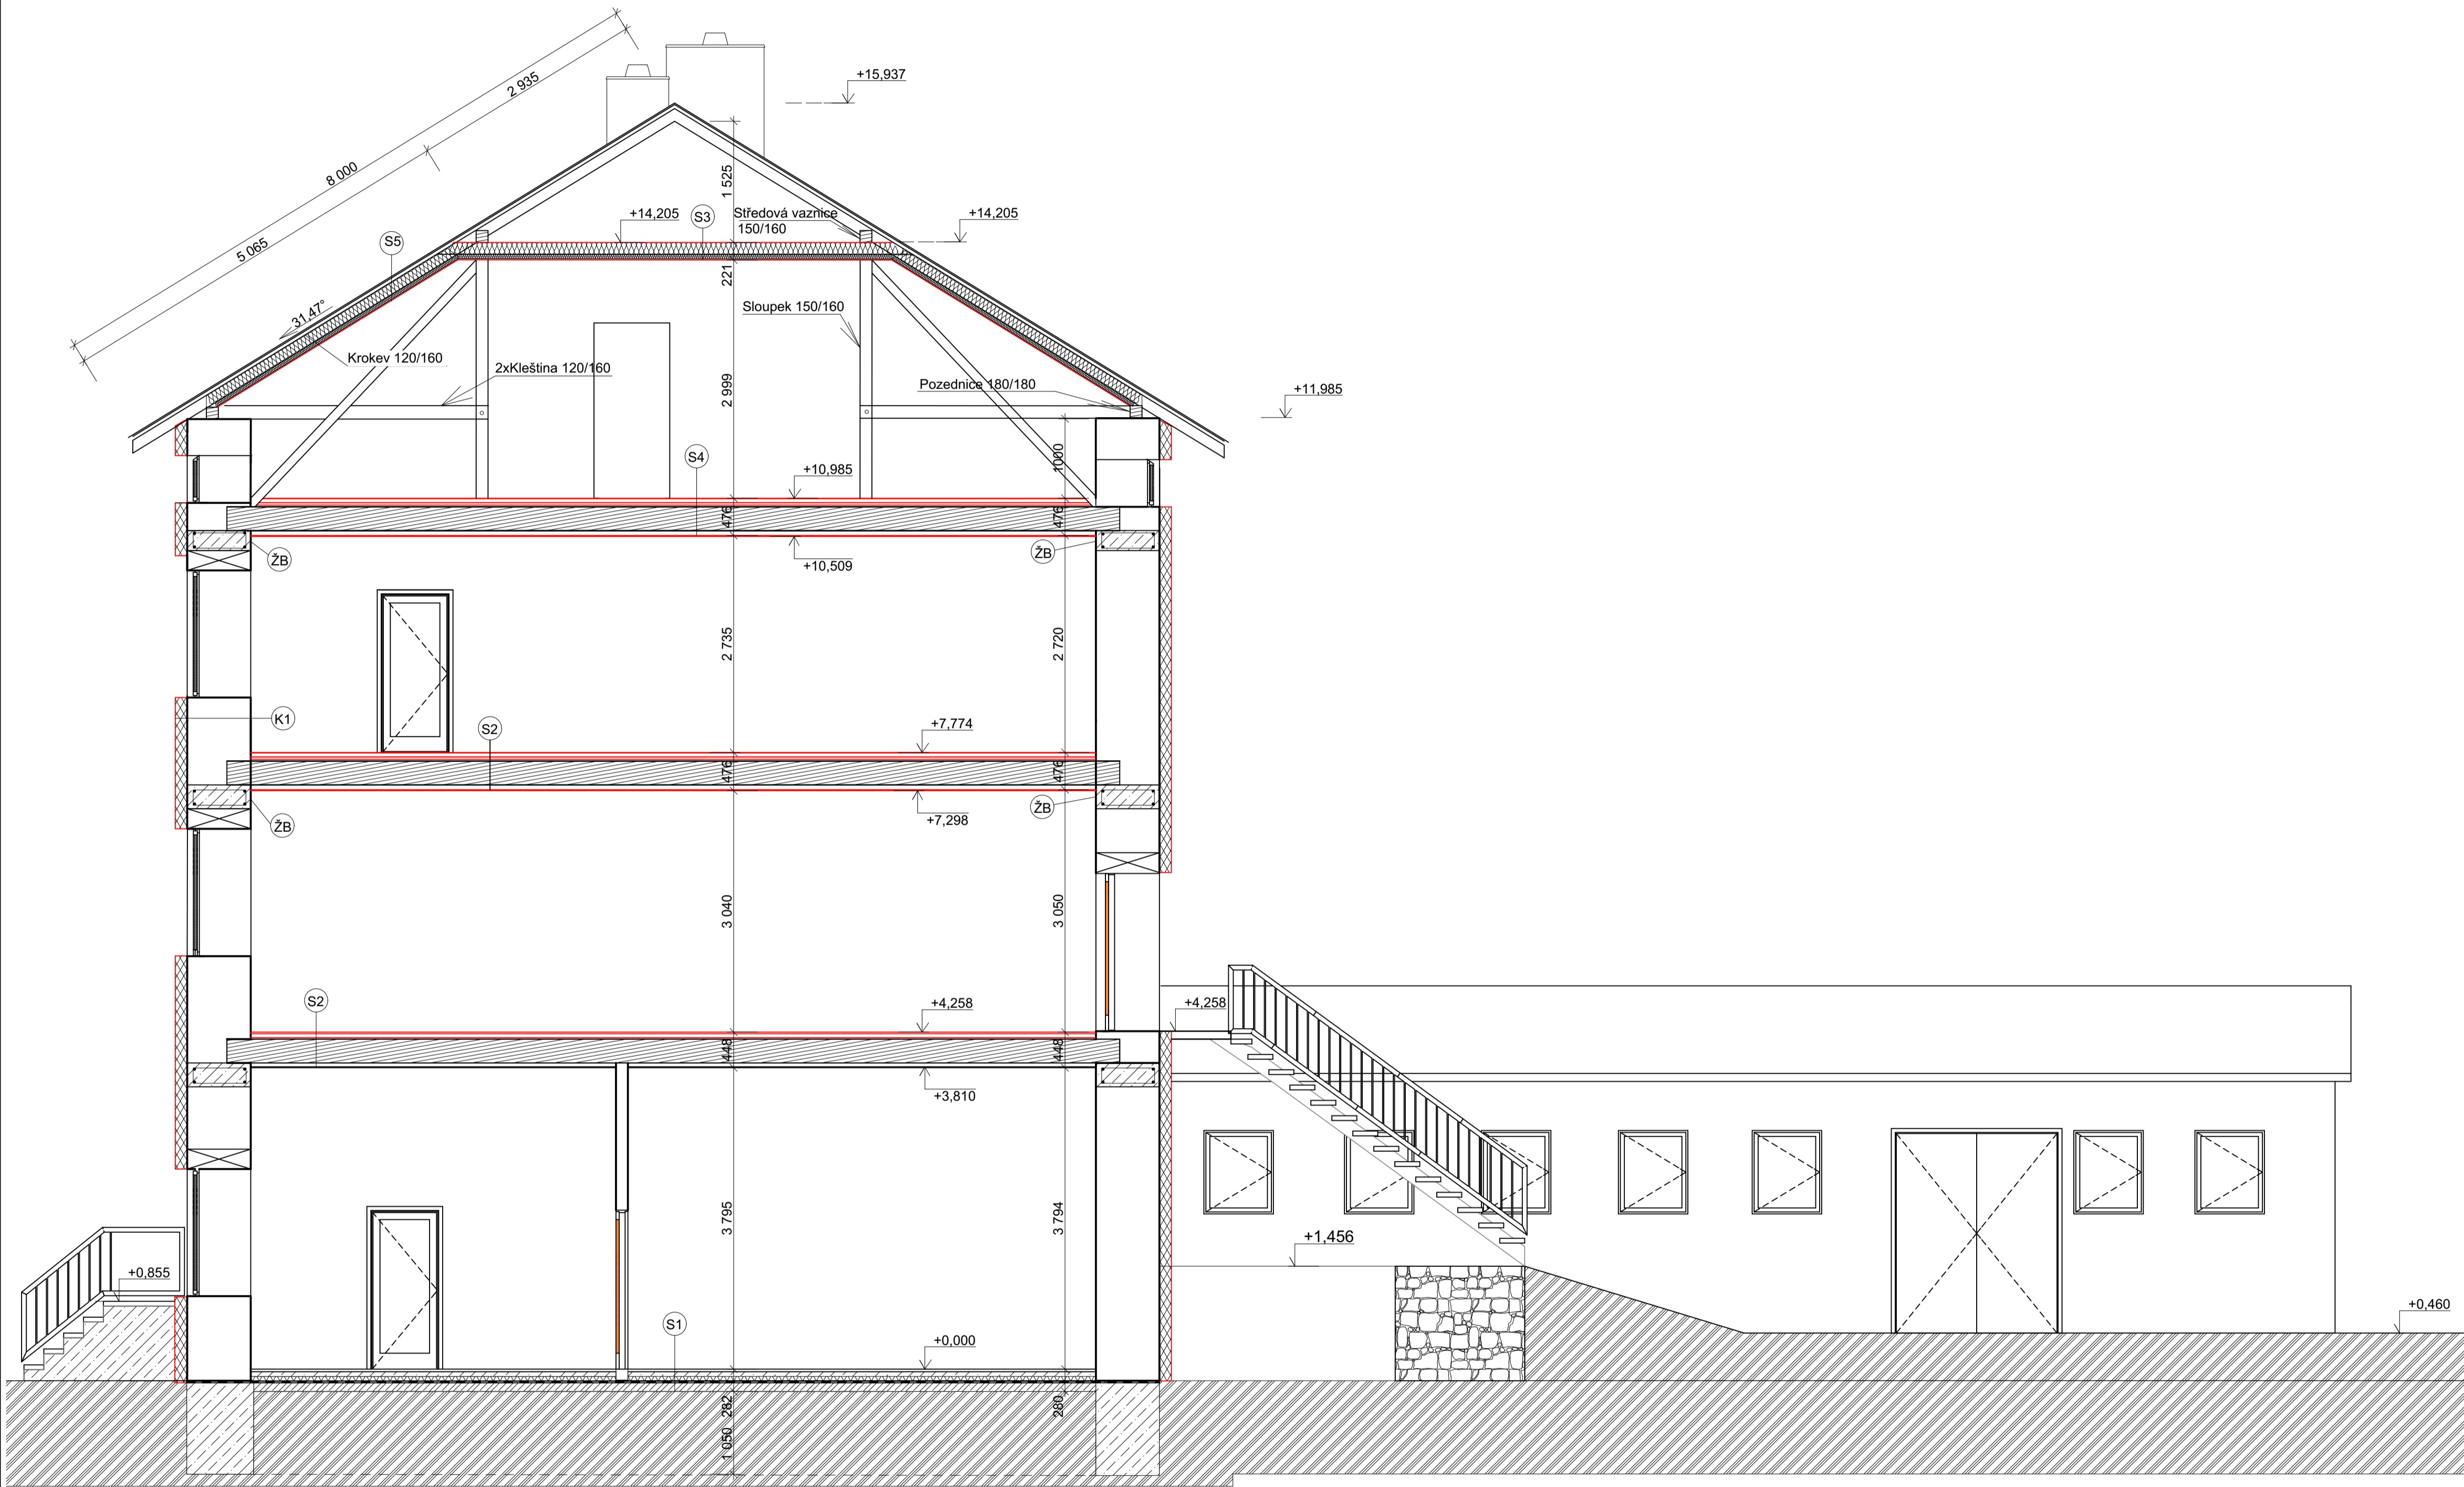 2 935
+15,937
8 000
1 525
+14,205
S3
Středová vaznice
150/160
+14,205
S5
5 065
221
31,47°
Sloupek 150/160
Krokev 120/160
2xKleština 120/160
2 999
Pozednice 180/180
+11,985
S4
1000
+10,985
476
476
ŽB
ŽB
+10,509
2 735
2 720
K1
S2
+7,774
476
476
ŽB
ŽB
+7,298
3 040
3 050
S2
+4,258
+4,258
448
448
+3,810
3 795
3 794
+1,456
+0,855
S1
+0,000
+0,460
282
280
1 050